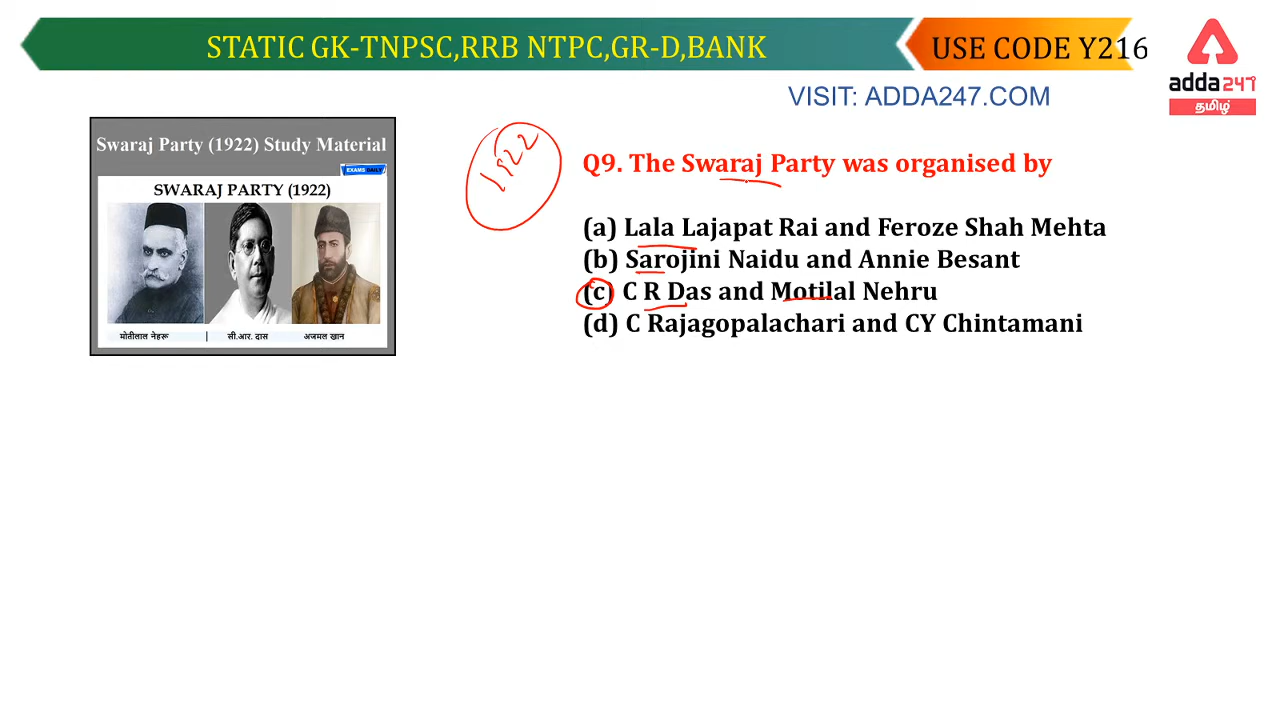 STATIC GK-TNPSC,RRB NTPC,GR-D,BANK
USE CODE Y216
adda247
தமிழ்
VISIT: ADDA247.COM
Swaraj Party (1922) Study Material
EXAMS DAILY
SWARAJ PARTY (1922)
मोतीलाल नेहरू | सी.आर. दास अजमल खान
1922
Q9. The Swaraj Party was organised by
(a) Lala Lajapat Rai and Feroze Shah Mehta
(b) Sarojini Naidu and Annie Besant
(c) C R Das and Motilal Nehru
(d) C Rajagopalachari and CY Chintamani